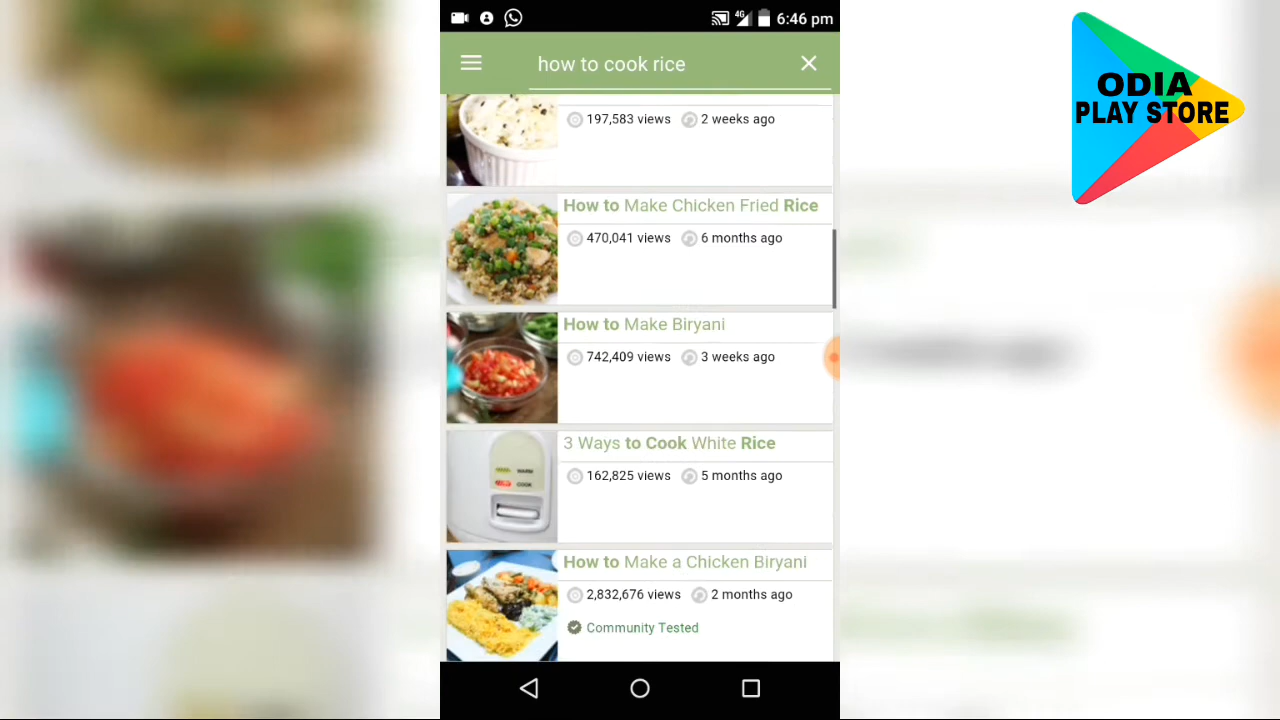 6:46 pm
4G
ODIA
PLAY STORE
how to cook rice
197,583 views 2 weeks ago
How to Make Chicken Fried Rice
470,041 views 6 months ago
How to Make Biryani
742,409 views 3 weeks ago
3 Ways to Cook White Rice
162,825 views 5 months ago
WARM
COOK
How to Make a Chicken Biryani
2,832,676 views 2 months ago
Community Tested